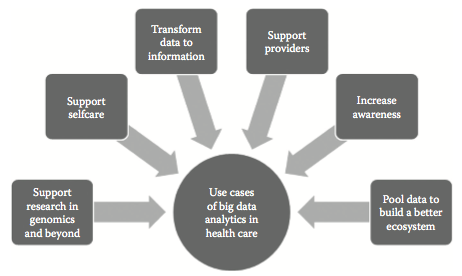 Transform
data to
information
Support
providers
Support
selfcare
Increase
awareness
Support
research in
genomics
and beyond
Use cases
of big data
analytics in
health care
Pool data to
build a better
ecosystem